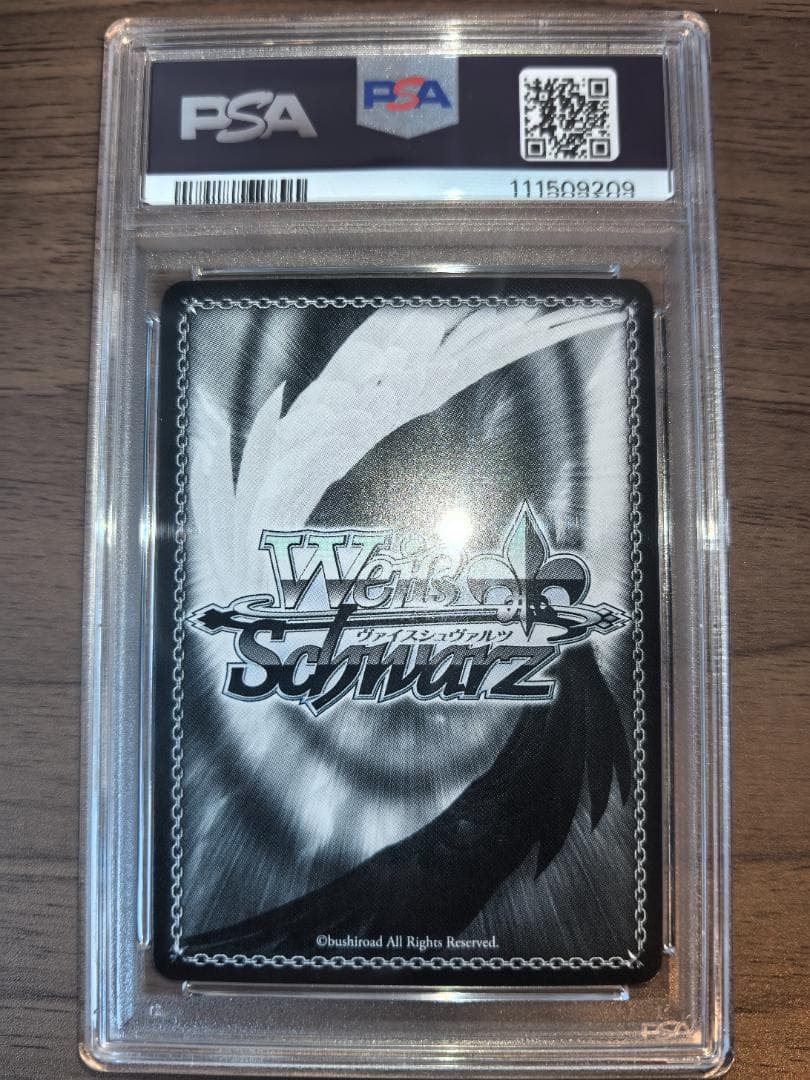 PSA
PSA
111509209
Weiß
ヴァイスシュヴァルツ
Schwarz
©bushiroad All Rights Reserved.
PSA